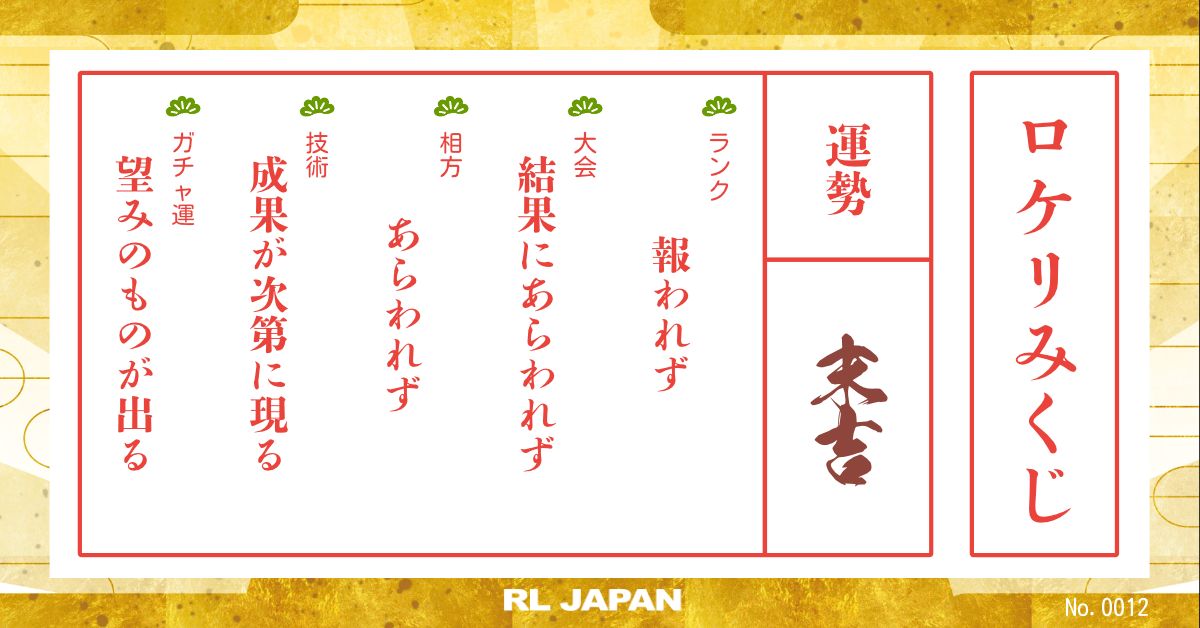 ロケリみくじ
運勢
末吉
ランク
報われず
大会
結果にあらわれず
相方
あらわれず
技術
成果が次第に現る
ガチャ運
望みのものが出る
RL JAPAN
No. 0012